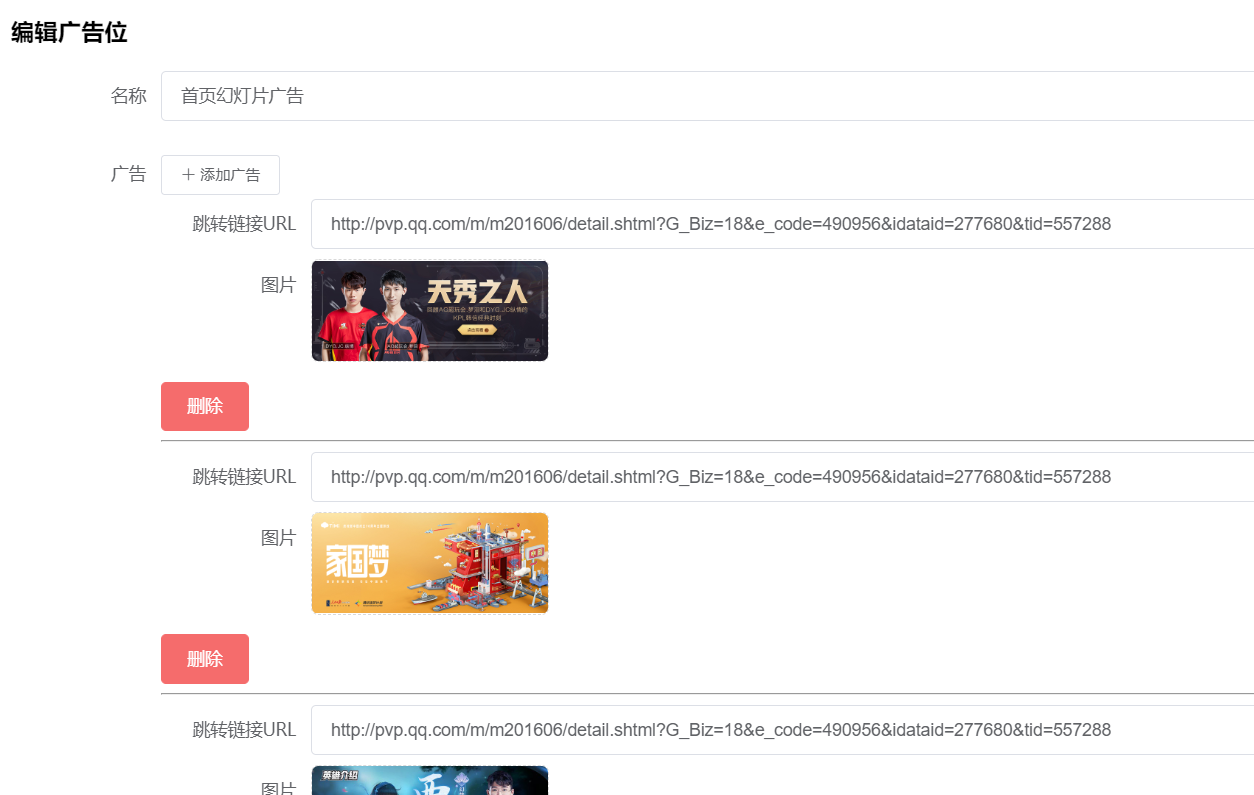 编辑广告位
名称
首页幻灯片广告
广告
添加广告
跳转链接URL
http://pvp.qq.com/m/m201606/detail.shtml?G_Biz=18&e_code=490956&idataid=277680&tid=557288
图片
天秀之人
删除
跳转链接URL
http://pvp.qq.com/m/m201606/detail.shtml?G_Biz=18&e_code=490956&idataid=277680&tid=557288
图片
家国梦
删除
跳转链接URL
http://pvp.qq.com/m/m201606/detail.shtml?G_Biz=18&e_code=490956&idataid=277680&tid=557288
图片
英雄介绍